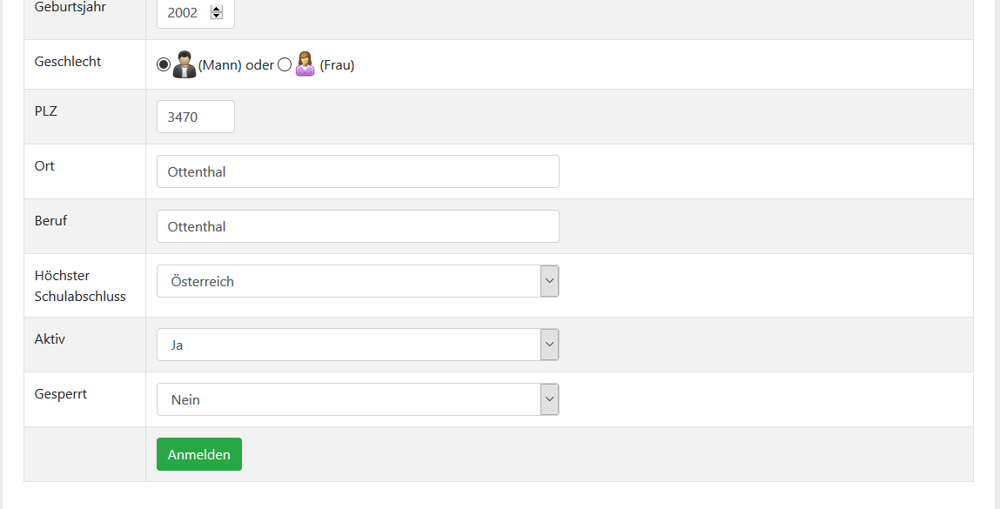 Geburtsjahr 2002
Geschlecht (Mann) oder (Frau)
PLZ 3470
Ort Ottenthal
Beruf Ottenthal
Höchster
Schulabschluss Österreich
Aktiv Ja
Gesperrt Nein
Anmelden